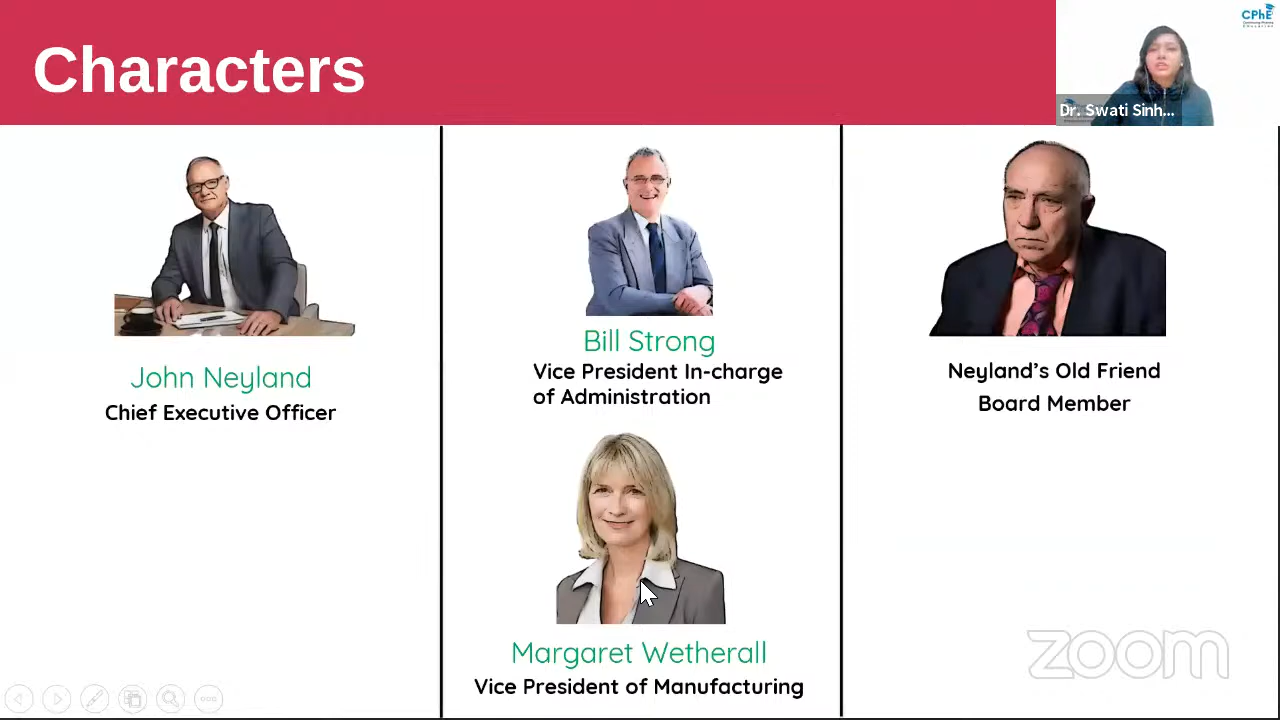 Characters
CPhE
Dr. Swati Sinh...
John Neyland
Chief Executive Officer
Bill Strong
Vice President In-charge
of Administration
Margaret Wetherall
Vice President of Manufacturing
Neyland's Old Friend
Board Member
zoom